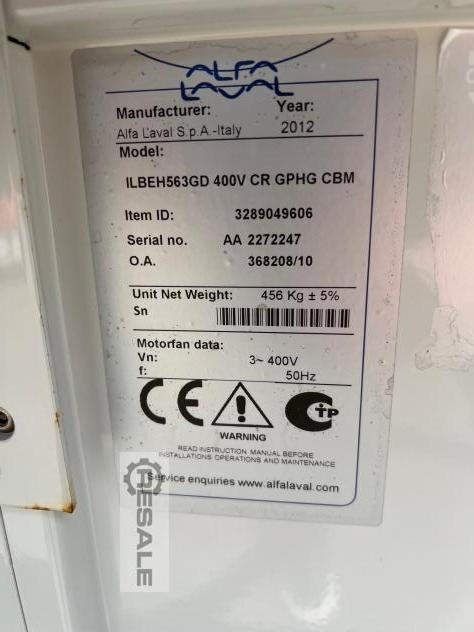 ALFA
LAVAL
Manufacturer: Year:
Alfa Laval S.p.A.-Italy 2012
Model:
ILBEH563GD 400V CR GPHG CBM
Item ID: 3289049606
Serial no. AA 2272247
O.A. 368208/10
Unit Net Weight: 456 Kg ± 5%
Sn
Motorfan data:
Vn: 3~ 400V
f: 50Hz
CE
WARNING
READ INSTRUCTION MANUAL BEFORE
INSTALLATIONS OPERATIONS AND MAINTENANCE
Service enquiries www.alfalaval.com
RESALE